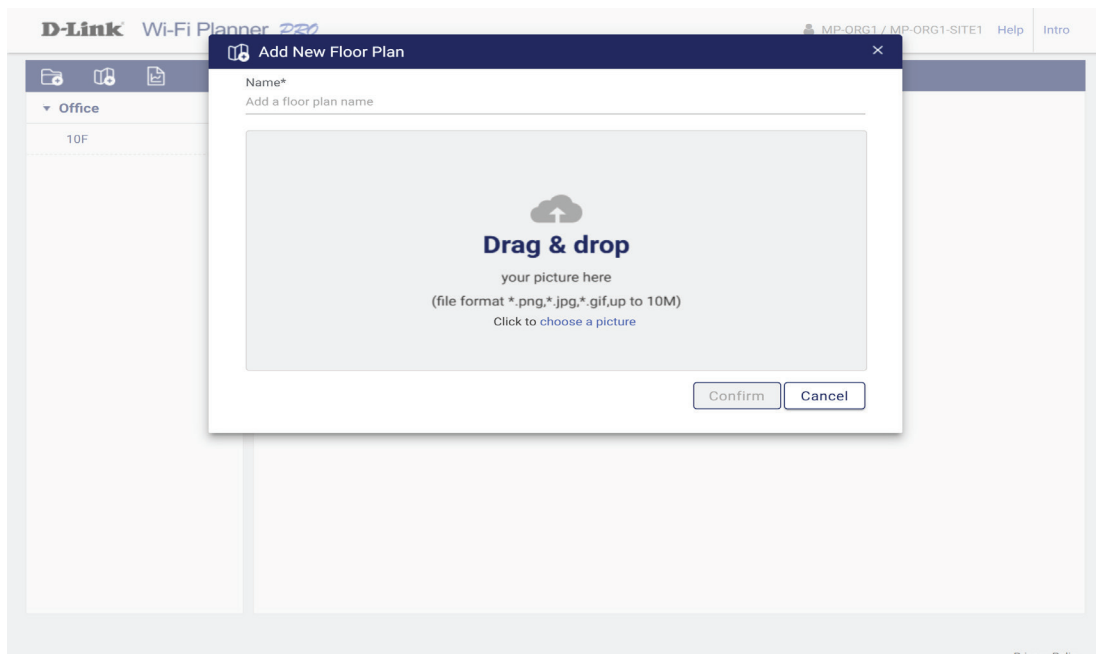 D-Link Wi-Fi Planner PRO
MP-ORG1 / MP-ORG1-SITE1 Help Intro
Add New Floor Plan
Name*
Add a floor plan name
Office
10F
Drag & drop
your picture here
(file format *.png,*.jpg,*.gif,up to 10M)
Click to choose a picture
Confirm Cancel